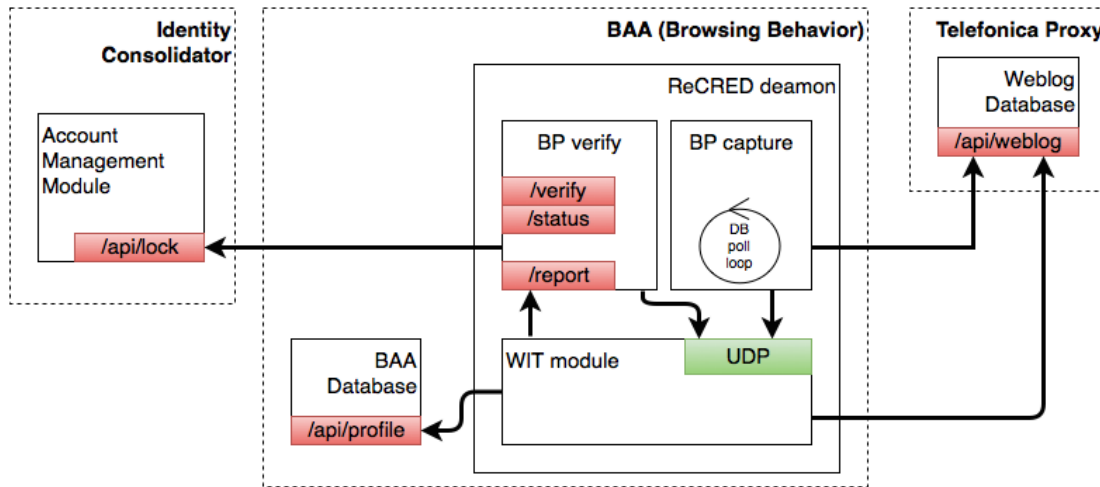 Identity
Consolidator
Account
Management
Module
/api/lock
BAA (Browsing Behavior)
ReCRED deamon
BP verify
/verify
/status
/report
BP capture
DB
poll
loop
WIT module
UDP
BAA
Database
/api/profile
Telefonica Proxy
Weblog
Database
/api/weblog